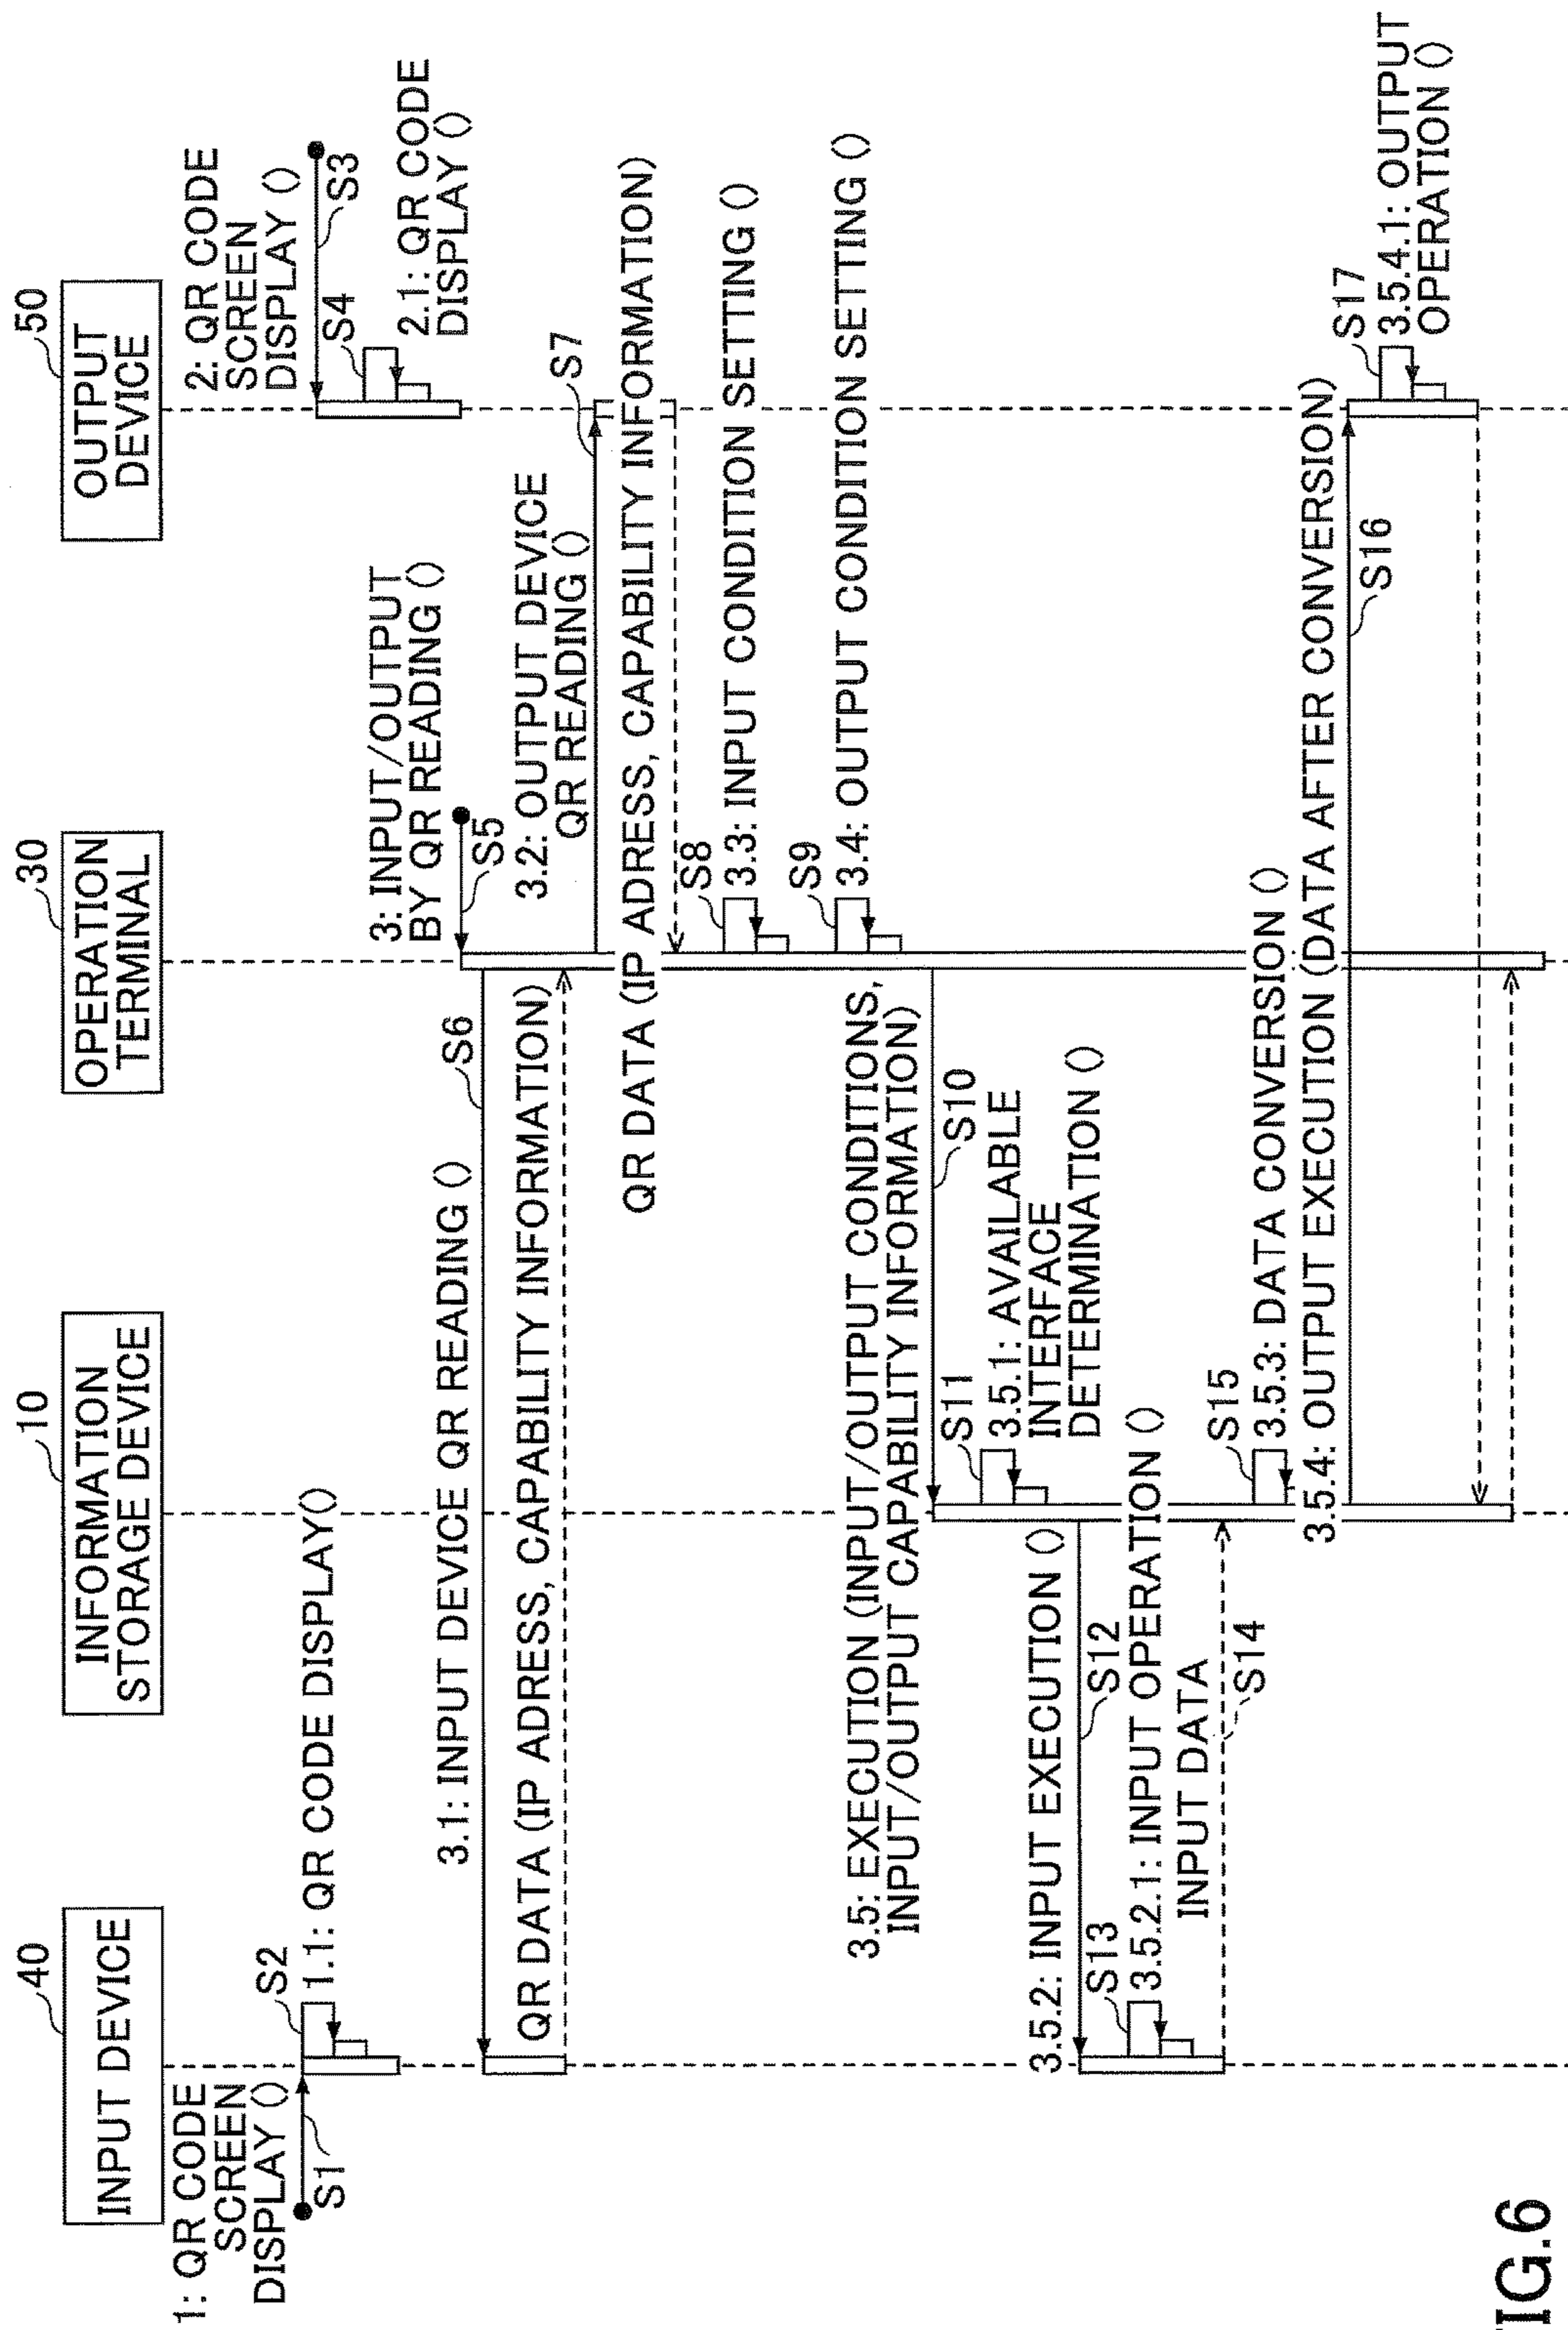 40
INPUT DEVICE
10
INFORMATION
STORAGE DEVICE
30
OPERATION
TERMINAL
50
OUTPUT
DEVICE
1: QR CODE
SCREEN
DISPLAY ()
S1
S2
1.1: QR CODE DISPLAY()
2: QR CODE
SCREEN
DISPLAY ()
S3
S4
2.1: QR CODE
DISPLAY ()
3: INPUT/OUTPUT
BY QR READING ()
S5
3.1: INPUT DEVICE QR READING ()
S6
QR DATA (IP ADRESS, CAPABILITY INFORMATION)
3.2: OUTPUT DEVICE
QR READING ()
S7
QR DATA (IP ADRESS, CAPABILITY INFORMATION)
S8
3.3: INPUT CONDITION SETTING ()
S9
3.4: OUTPUT CONDITION SETTING ()
3.5: EXECUTION (INPUT/OUTPUT CONDITIONS,
INPUT/OUTPUT CAPABILITY INFORMATION)
S10
S11
3.5.1: AVAILABLE
INTERFACE
DETERMINATION ()
3.5.2: INPUT EXECUTION ()
S12
S13
3.5.2.1: INPUT OPERATION ()
INPUT DATA
S14
S15
3.5.3: DATA CONVERSION ()
3.5.4: OUTPUT EXECUTION (DATA AFTER CONVERSION)
S16
S17
3.5.4.1: OUTPUT
OPERATION ()
FIG.6